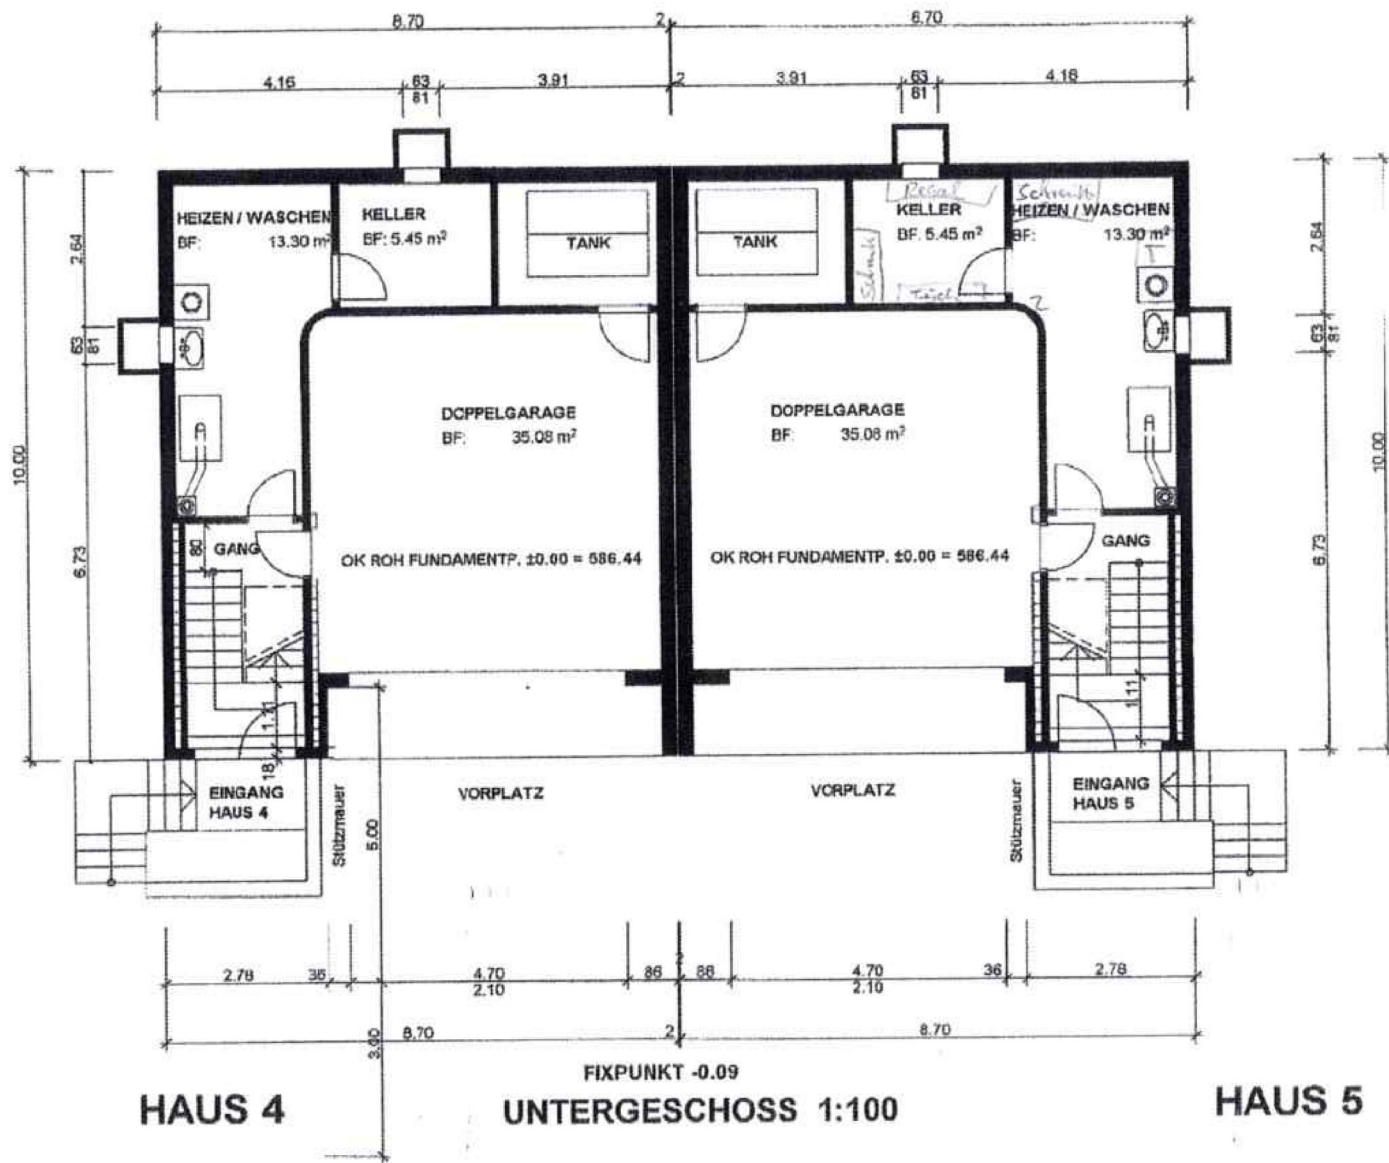 8.70 2 6.70
4.16 63 3.91 2 3.91 63 4.16
81 61
HEIZEN / WASCHEN
BF: 13.30 m²
KELLER
BF: 5.45 m²
TANK
TANK
Regal
KELLER
BF. 5.45 m²
Schrank
Tisch
HEIZEN / WASCHEN
BF: 13.30 m²
T
2.64
63
81
10.00
6.73
2.64
63
81
10.00
6.73
DOPPELGARAGE
BF: 35.08 m²
DOPPELGARAGE
BF: 35.08 m²
80
GANG
OK ROH FUNDAMENTP. ±0.00 = 586.44
OK ROH FUNDAMENTP. ±0.00 = 586.44
GANG
1.11
1.11
18
EINGANG
HAUS 4
Stützmauer
5.00
VORPLATZ
VORPLATZ
Stützmauer
EINGANG
HAUS 5
2.78 36 4.70 86 2 86 4.70 36 2.78
2.10 2.10
8.70 2 8.70
3.00
FIXPUNKT -0.09
HAUS 4
UNTERGESCHOSS 1:100
HAUS 5